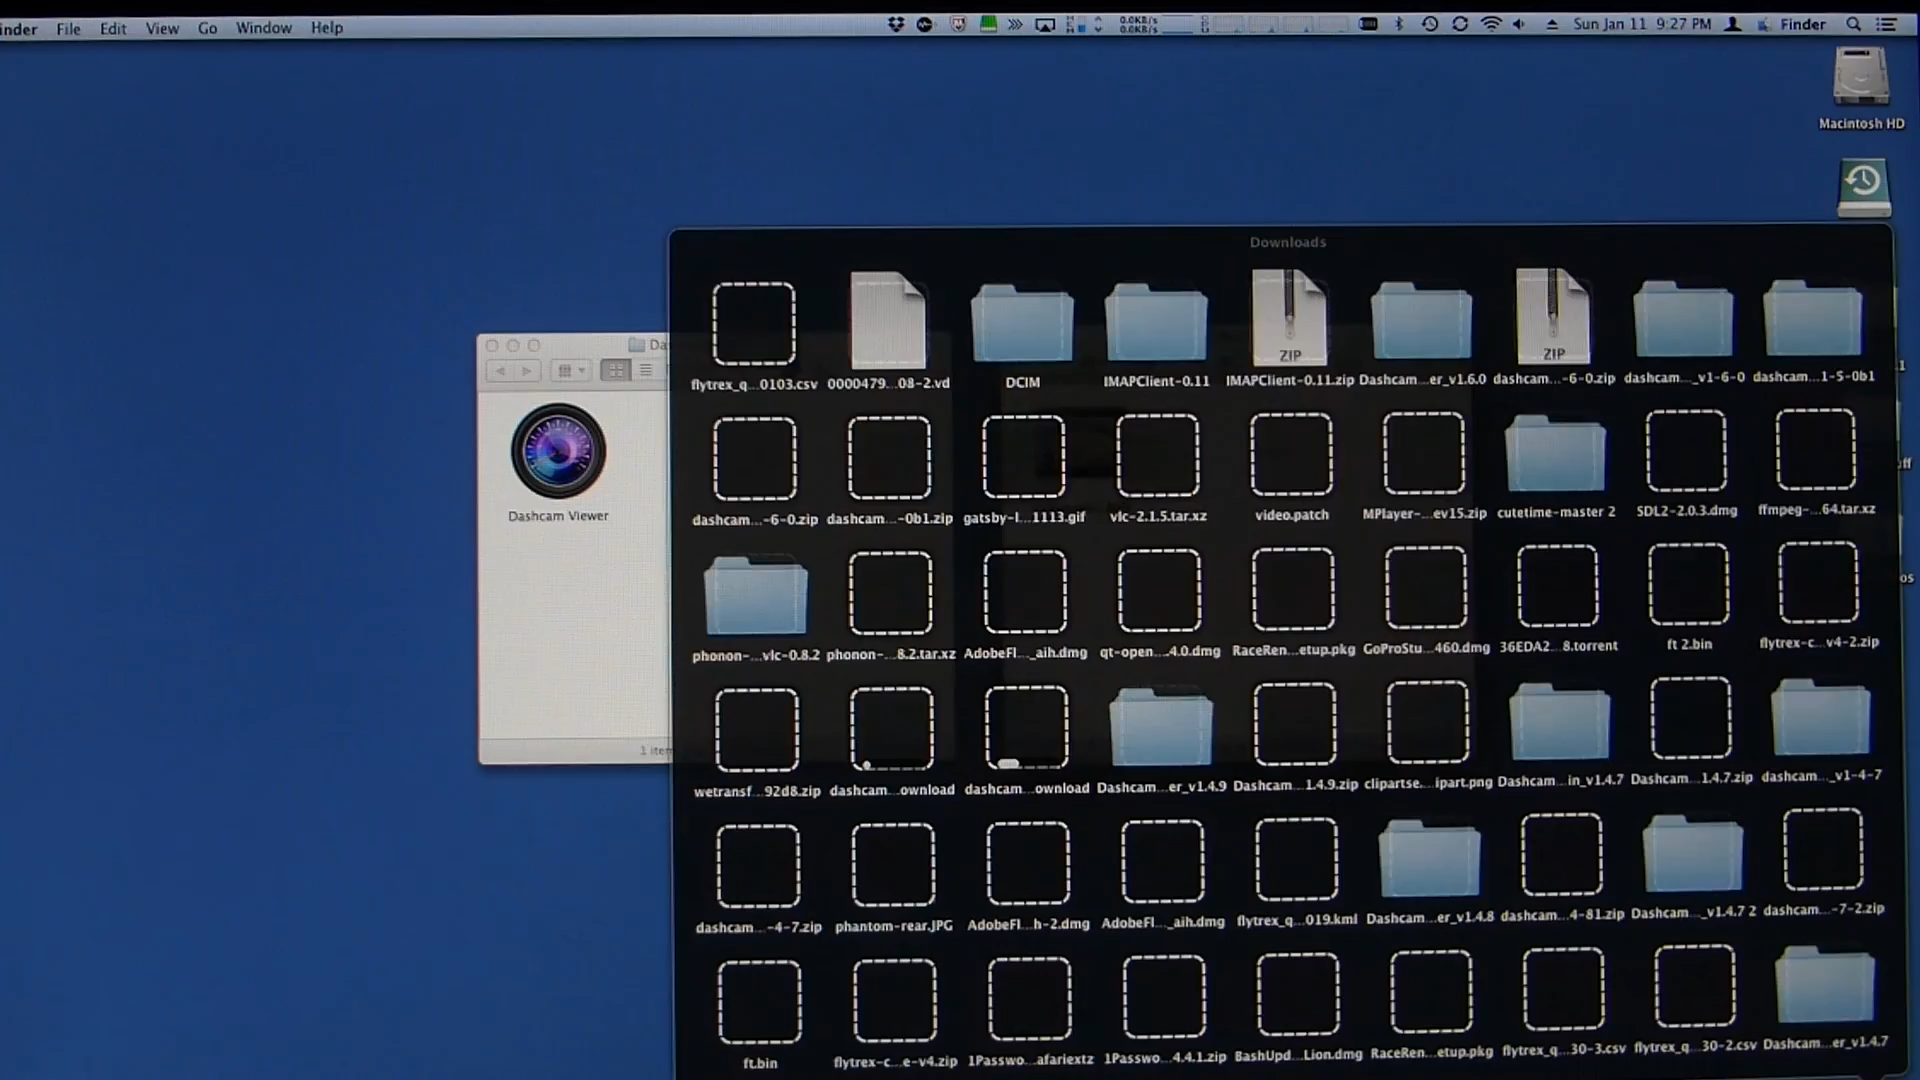 inder File Edit View Go Window Help
0.0KB/s
0.0KB/s
Sun Jan 11 9:27 PM Finder
Macintosh HD
Downloads
Da
flytrex_q...0103.csv 0000479...08-2.vd DCIM IMAPClient-0.11 ZIP IMAPClient-0.11.zip Dashcam...er_v1.6.0 ZIP dashcam...-6-0.zip dashcam..._v1-6-0 dashcam...1-5-0b1
Dashcam Viewer
dashcam...-6-0.zip dashcam...-0b1.zip gatsby-l...1113.gif vlc-2.1.5.tar.xz video.patch MPlayer-...ev15.zip cutetime-master 2 SDL2-2.0.3.dmg ffmpeg-...64.tar.xz
phonon-...vlc-0.8.2 phonon-...8.2.tar.xz AdobeFl..._aih.dmg qt-open...4.0.dmg RaceRen...etup.pkg GoProStu...460.dmg 36EDA2...8.torrent ft 2.bin flytrex-c...v4-2.zip
1 item
wetransf...92d8.zip dashcam...ownload dashcam...ownload Dashcam...er_v1.4.9 Dashcam...1.4.9.zip clipartse...ipart.png Dashcam...in_v1.4.7 Dashcam...1.4.7.zip dashcam..._v1-4-7
dashcam...-4-7.zip phantom-rear.JPG AdobeFl...h-2.dmg AdobeFl..._aih.dmg flytrex_q...019.kml Dashcam...er_v1.4.8 dashcam...4-81.zip Dashcam..._v1.4.7 2 dashcam...-7-2.zip
ft.bin flytrex-c...e-v4.zip 1Passwo...afariextz 1Passwo...4.4.1.zip BashUpd...Lion.dmg RaceRen...etup.pkg flytrex_q...30-3.csv flytrex_q...30-2.csv Dashcam...er_v1.4.7